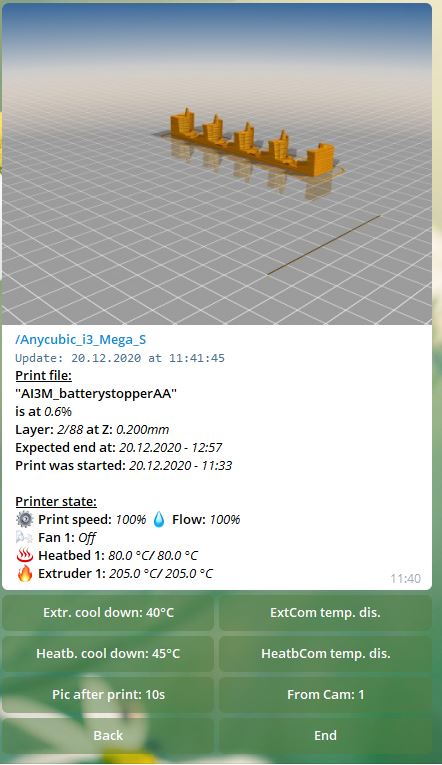 /Anycubic_i3_Mega_S
Update: 20.12.2020 at 11:41:45
Print file:
"AI3M_batterystopperAA"
is at 0.6%
Layer: 2/88 at Z: 0.200mm
Expected end at: 20.12.2020 - 12:57
Print was started: 20.12.2020 - 11:33
Printer state:
Print speed: 100% Flow: 100%
Fan 1: Off
Heatbed 1: 80.0 °C/ 80.0 °C
Extruder 1: 205.0 °C/ 205.0 °C
11:40
Extr. cool down: 40°C
ExtCom temp. dis.
Heatb. cool down: 45°C
HeatbCom temp. dis.
Pic after print: 10s
From Cam: 1
Back
End